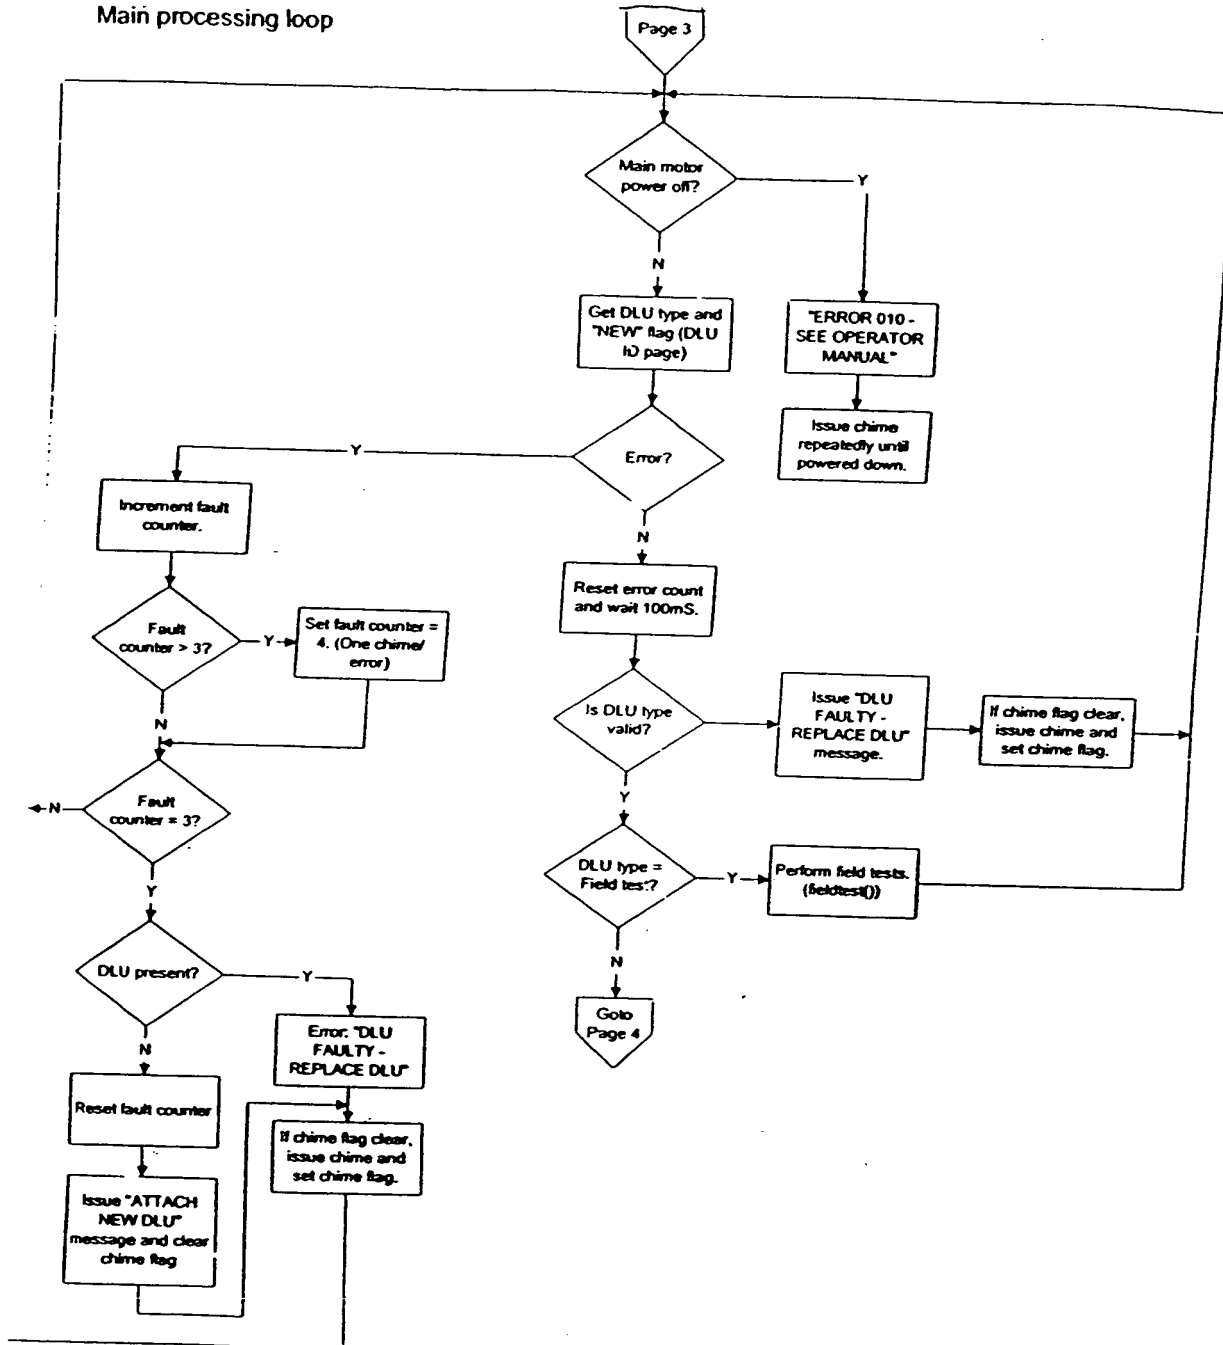 Main processing loop
Page 3
Main motor
power off?
Y
N
Get DLU type and
"NEW" flag (DLU
ID page)
"ERROR 010 -
SEE OPERATOR
MANUAL"
Issue chime
repeatedly until
powered down.
Error?
Y
N
Increment fault
counter.
Fault
counter > 3?
Y
Set fault counter =
4. (One chime/
error)
N
Fault
counter = 3?
N
Y
DLU present?
Y
N
Error: "DLU
FAULTY -
REPLACE DLU"
Reset fault counter
If chime flag clear,
issue chime and
set chime flag.
Issue "ATTACH
NEW DLU"
message and clear
chime flag
Reset error count
and wait 100mS.
Is DLU type
valid?
Issue "DLU
FAULTY -
REPLACE DLU"
message.
If chime flag clear,
issue chime and
set chime flag.
Y
DLU type =
Field test?
Y
Perform field tests.
(fieldtest())
N
Goto
Page 4